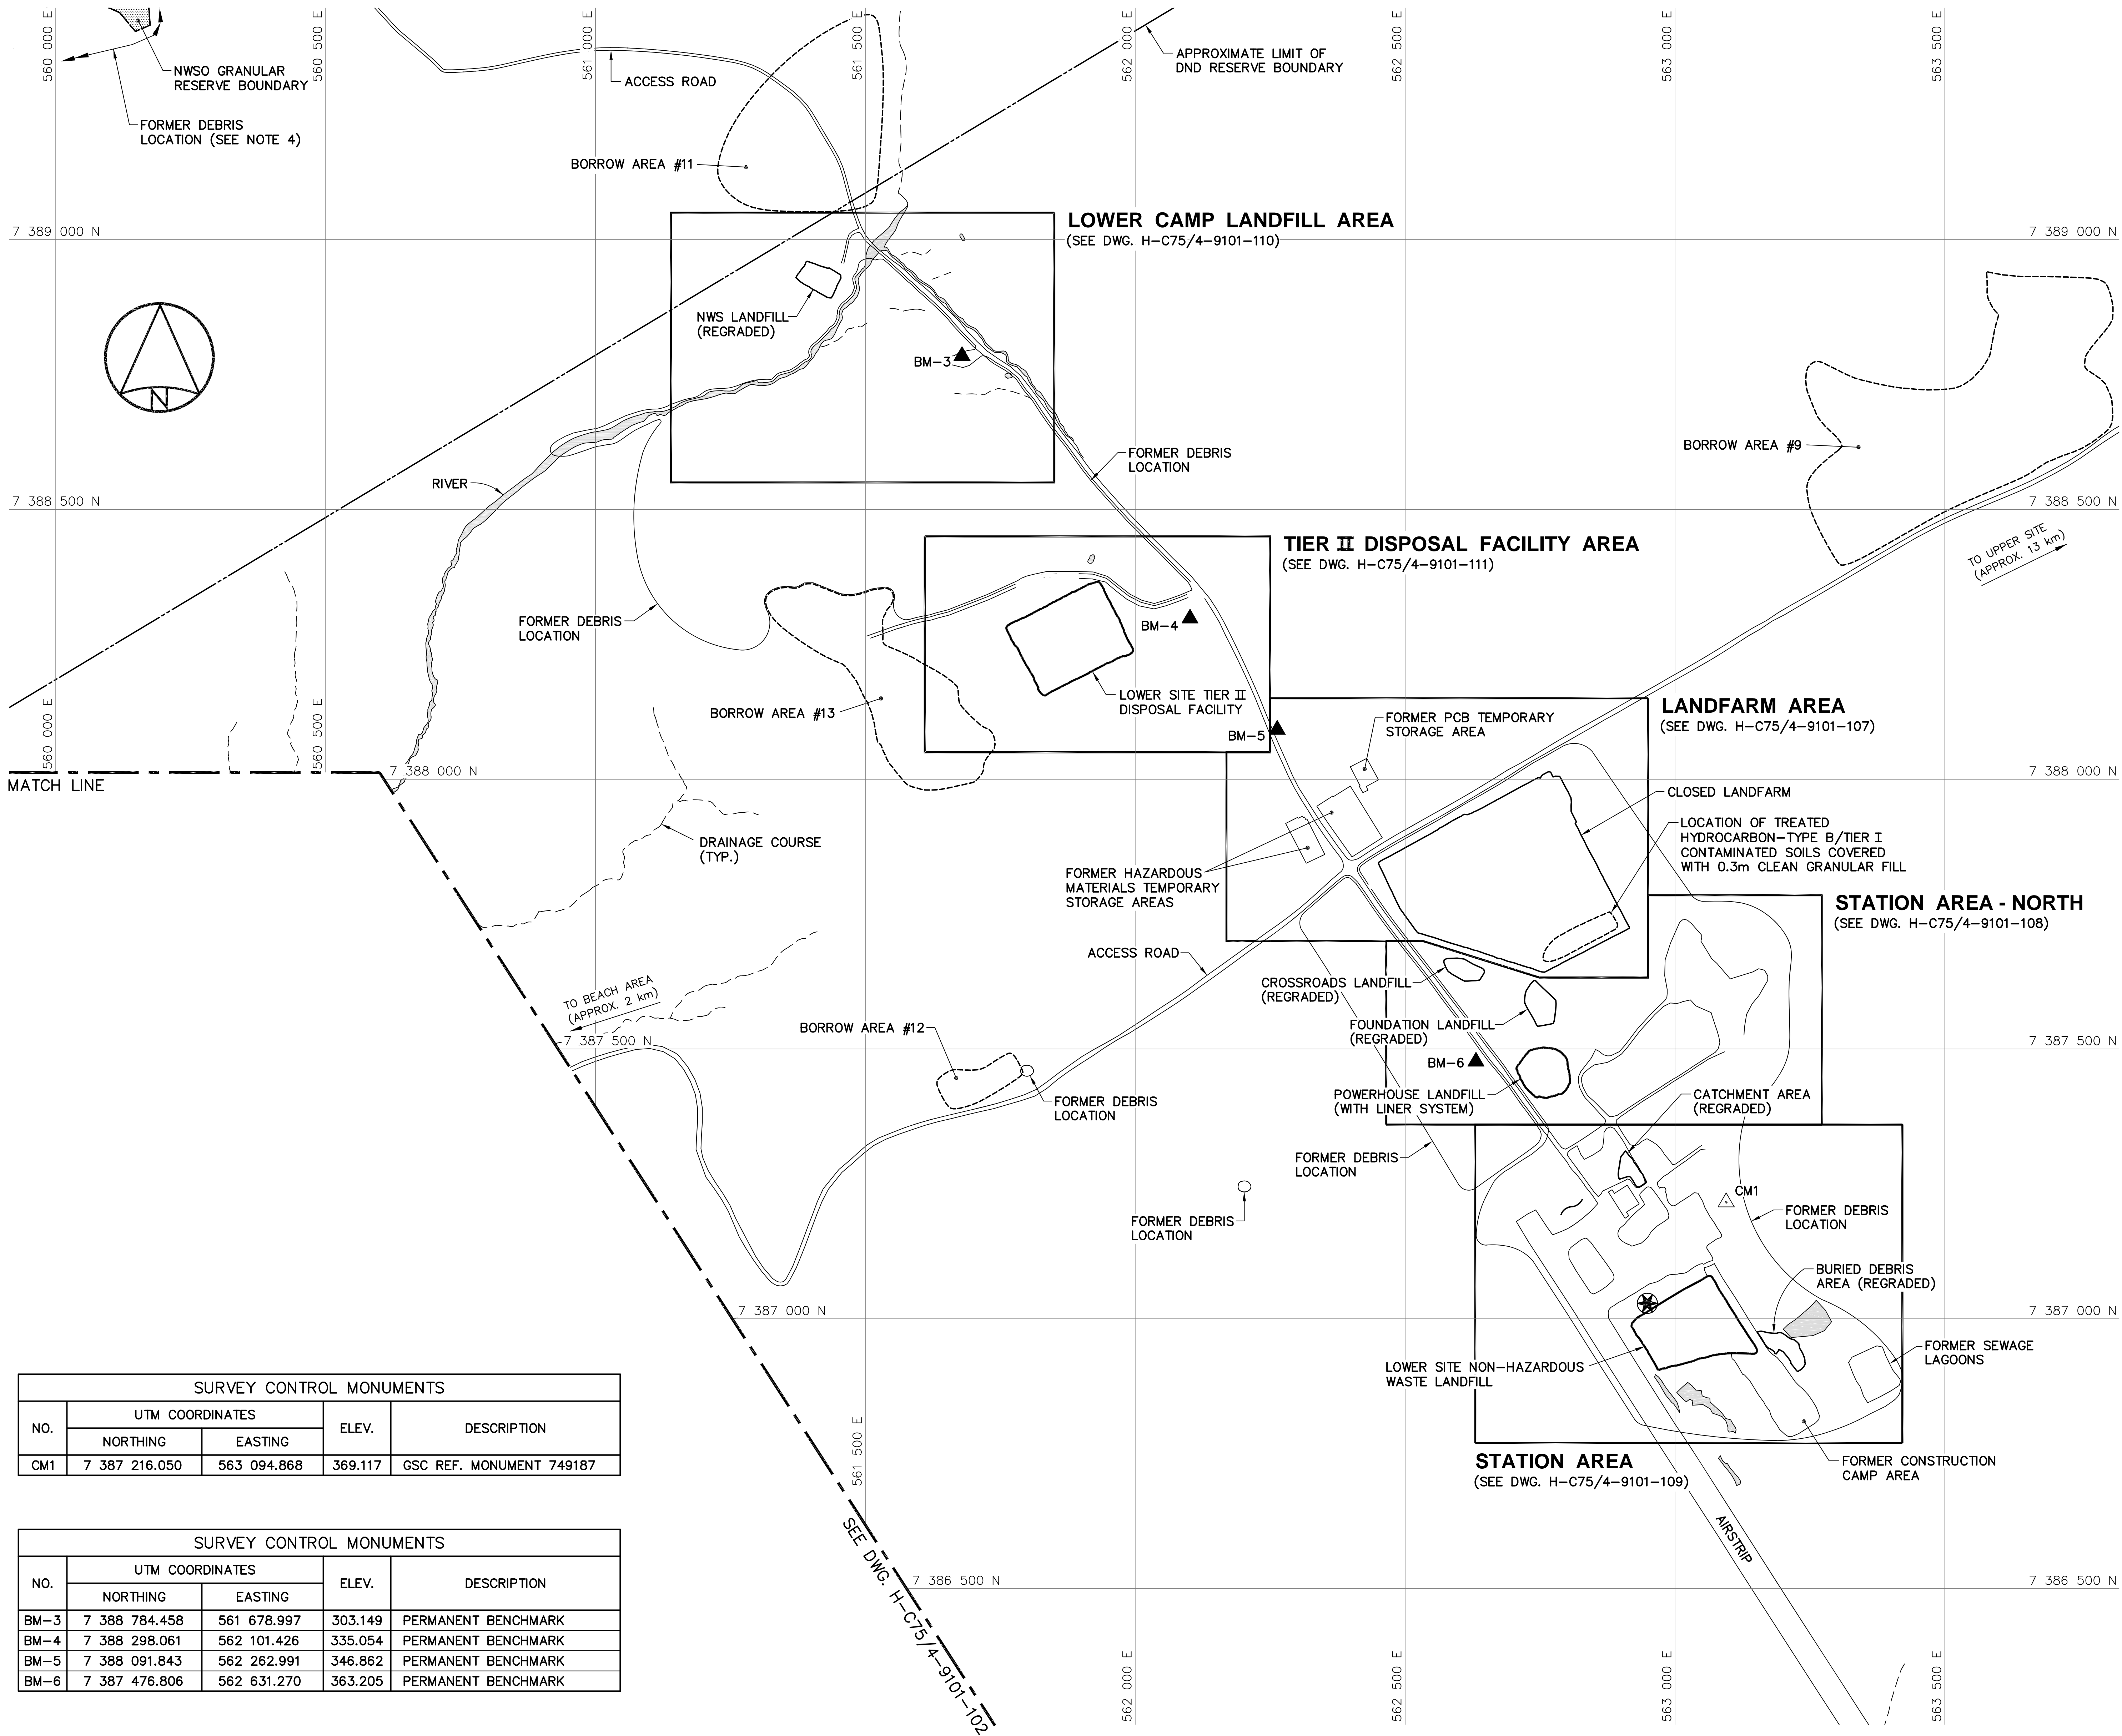 560 000 E
560 500 E
561 000 E
561 500 E
562 000 E
562 500 E
563 000 E
563 500 E
NWSO GRANULAR
RESERVE BOUNDARY
FORMER DEBRIS
LOCATION (SEE NOTE 4)
ACCESS ROAD
APPROXIMATE LIMIT OF
DND RESERVE BOUNDARY
BORROW AREA #11
LOWER CAMP LANDFILL AREA
(SEE DWG. H-C75/4-9101-110)
7 389 000 N
7 389 000 N
N
NWS LANDFILL
(REGRADED)
BM-3
FORMER DEBRIS
LOCATION
BORROW AREA #9
RIVER
7 388 500 N
7 388 500 N
TO UPPER SITE
(APPROX. 13 km)
TIER II DISPOSAL FACILITY AREA
(SEE DWG. H-C75/4-9101-111)
FORMER DEBRIS
LOCATION
BM-4
LOWER SITE TIER II
DISPOSAL FACILITY
BORROW AREA #13
560 000 E
560 500 E
LANDFARM AREA
(SEE DWG. H-C75/4-9101-107)
FORMER PCB TEMPORARY
STORAGE AREA
BM-5
MATCH LINE
7 388 000 N
7 388 000 N
CLOSED LANDFARM
LOCATION OF TREATED
HYDROCARBON-TYPE B/TIER I
CONTAMINATED SOILS COVERED
WITH 0.3m CLEAN GRANULAR FILL
DRAINAGE COURSE
(TYP.)
FORMER HAZARDOUS
MATERIALS TEMPORARY
STORAGE AREAS
STATION AREA - NORTH
(SEE DWG. H-C75/4-9101-108)
ACCESS ROAD
CROSSROADS LANDFILL
(REGRADED)
TO BEACH AREA
(APPROX. 2 km)
FOUNDATION LANDFILL
(REGRADED)
BORROW AREA #12
7 387 500 N
7 387 500 N
BM-6
POWERHOUSE LANDFILL
(WITH LINER SYSTEM)
CATCHMENT AREA
(REGRADED)
FORMER DEBRIS
LOCATION
FORMER DEBRIS
LOCATION
CM1
FORMER DEBRIS
LOCATION
FORMER DEBRIS
LOCATION
BURIED DEBRIS
AREA (REGRADED)
7 387 000 N
7 387 000 N
FORMER SEWAGE
LAGOONS
LOWER SITE NON-HAZARDOUS
WASTE LANDFILL
STATION AREA
(SEE DWG. H-C75/4-9101-109)
FORMER CONSTRUCTION
CAMP AREA
AIRSTRIP
SEE DWG. H-C75/4-9101-102
7 386 500 N
7 386 500 N
561 500 E
562 000 E
562 500 E
563 000 E
563 500 E
SURVEY CONTROL MONUMENTS
NO. UTM COORDINATES ELEV. DESCRIPTION
NORTHING EASTING
CM1 7 387 216.050 563 094.868 369.117 GSC REF. MONUMENT 749187
SURVEY CONTROL MONUMENTS
NO. UTM COORDINATES ELEV. DESCRIPTION
NORTHING EASTING
BM-3 7 388 784.458 561 678.997 303.149 PERMANENT BENCHMARK
BM-4 7 388 298.061 562 101.426 335.054 PERMANENT BENCHMARK
BM-5 7 388 091.843 562 262.991 346.862 PERMANENT BENCHMARK
BM-6 7 387 476.806 562 631.270 363.205 PERMANENT BENCHMARK